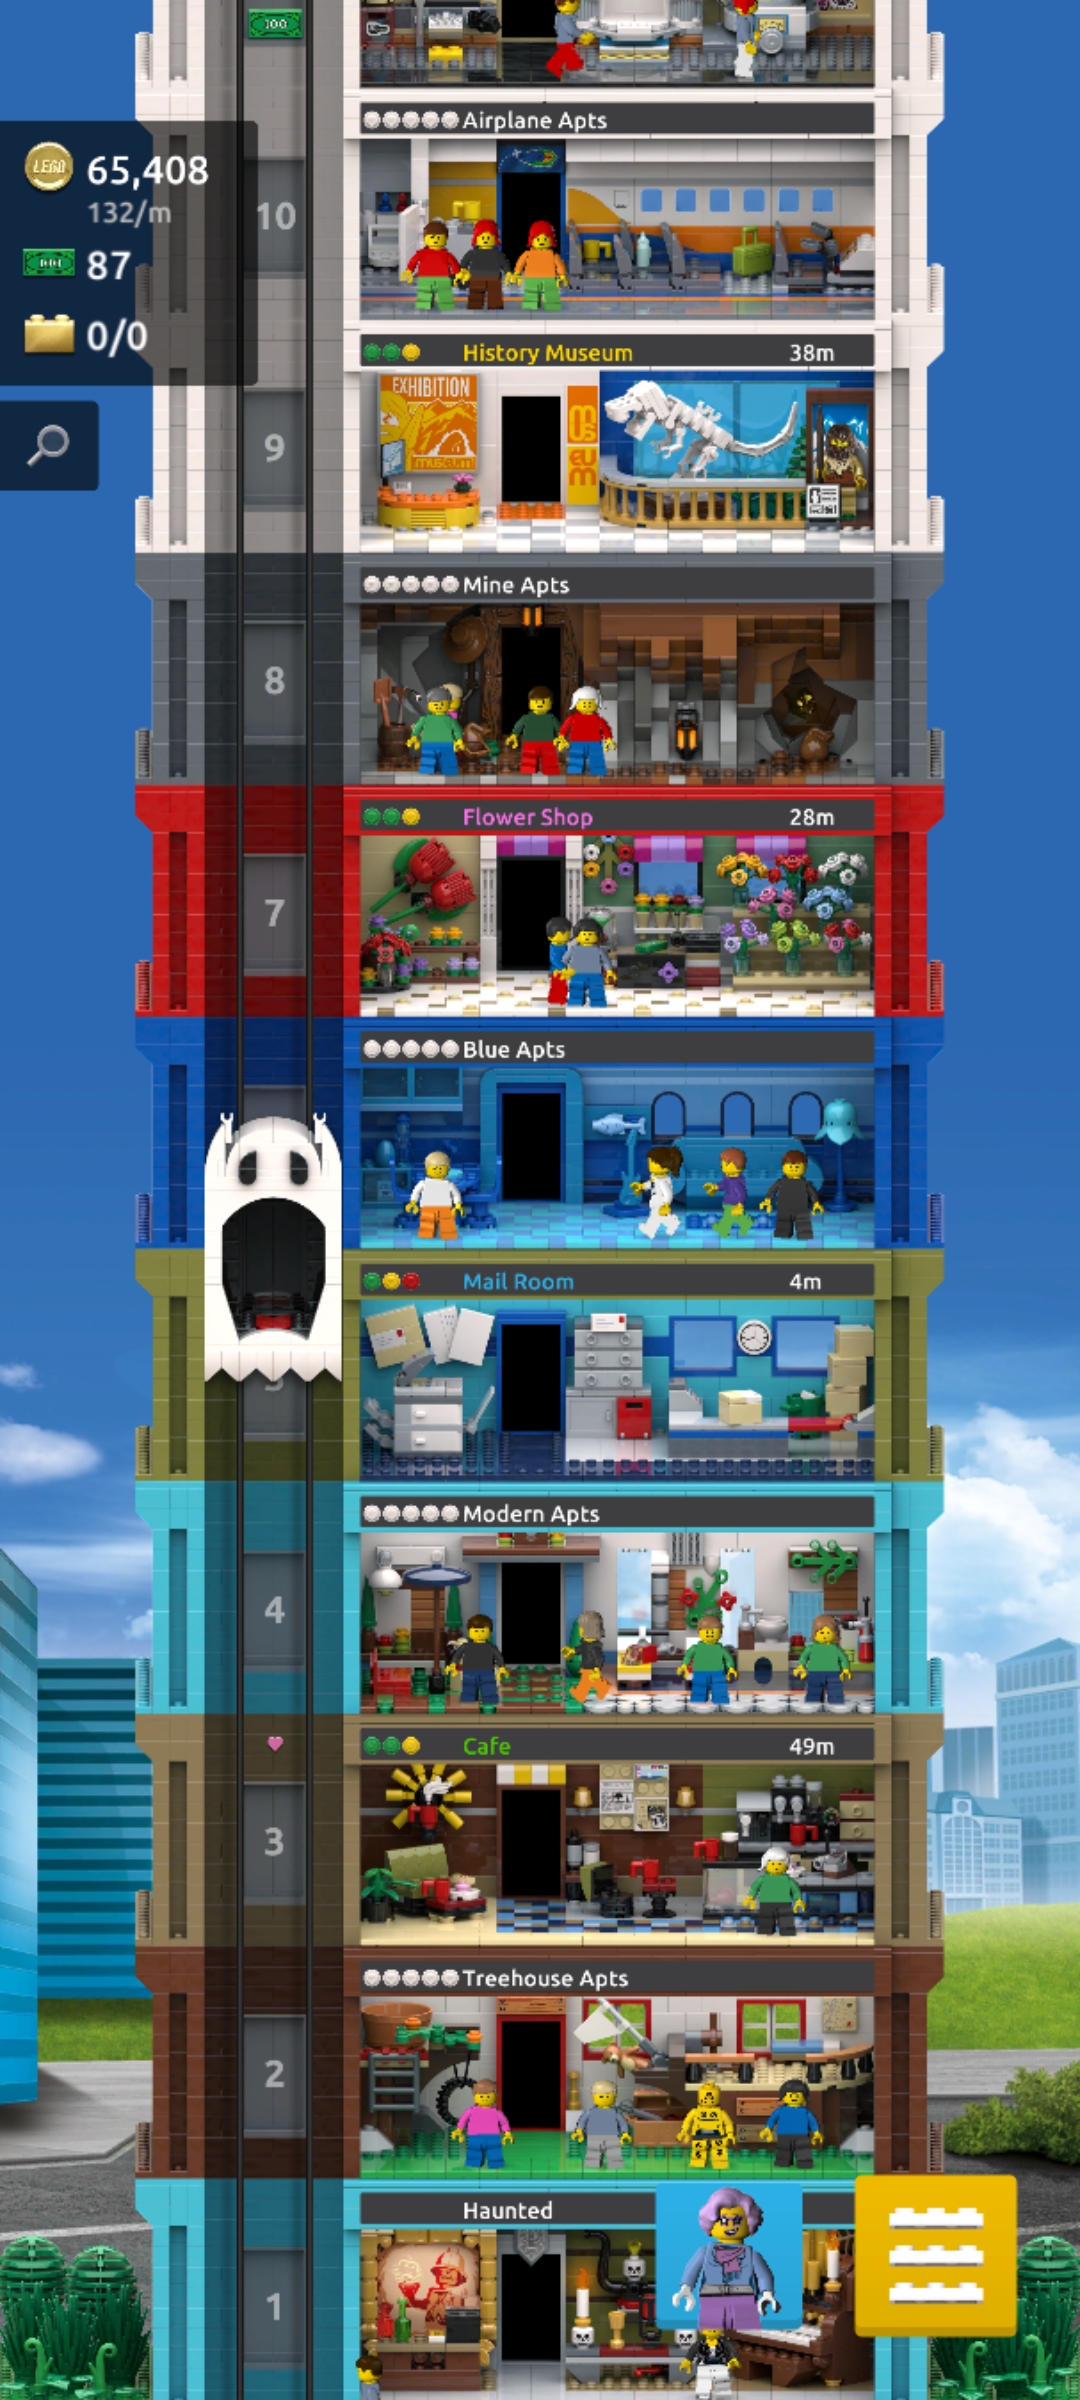 100
Airplane Apts
LEGO
65,408
132/m
10
87
0/0
History Museum 38m
EXHIBITION
museum
9
Mine Apts
8
Flower Shop 28m
7
Blue Apts
Mail Room 4m
5
Modern Apts
4
Cafe 49m
3
Treehouse Apts
2
Haunted
1